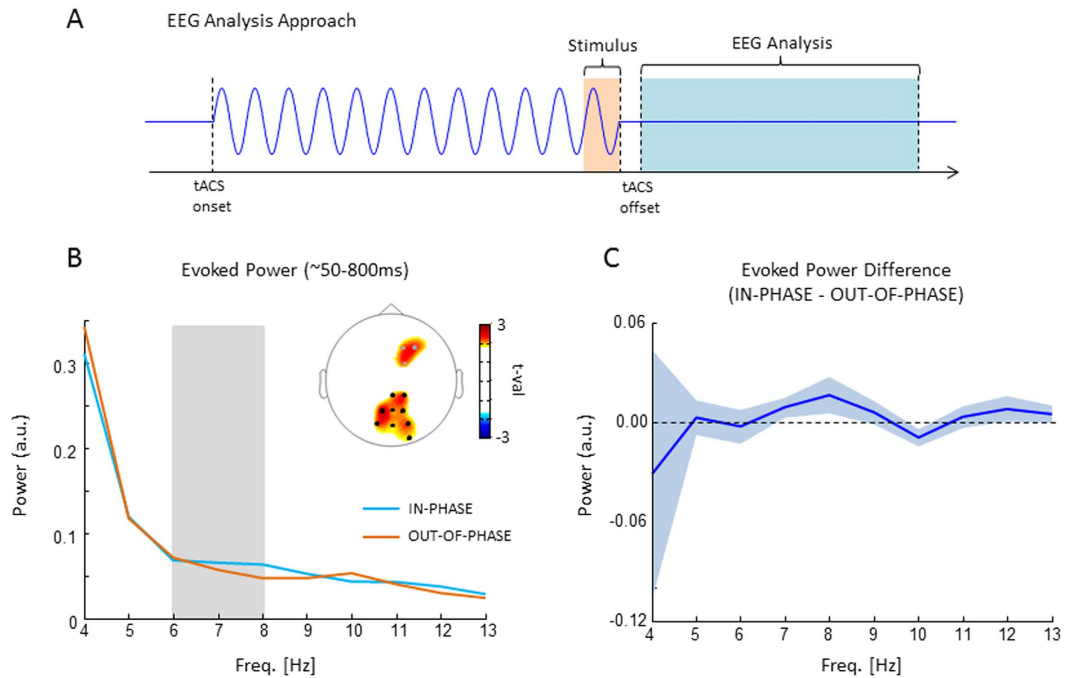 A
EEG Analysis Approach
Stimulus
EEG Analysis
tACS
onset
tACS
offset
B
Evoked Power (~50-800ms)
Power (a.u.)
0.3
0.1
0
4 5 6 7 8 9 10 11 12 13
Freq. [Hz]
3
t-val
-3
IN-PHASE
OUT-OF-PHASE
C
Evoked Power Difference
(IN-PHASE - OUT-OF-PHASE)
Power (a.u.)
0.06
0.00
-0.06
-0.12
4 5 6 7 8 9 10 11 12 13
Freq. [Hz]